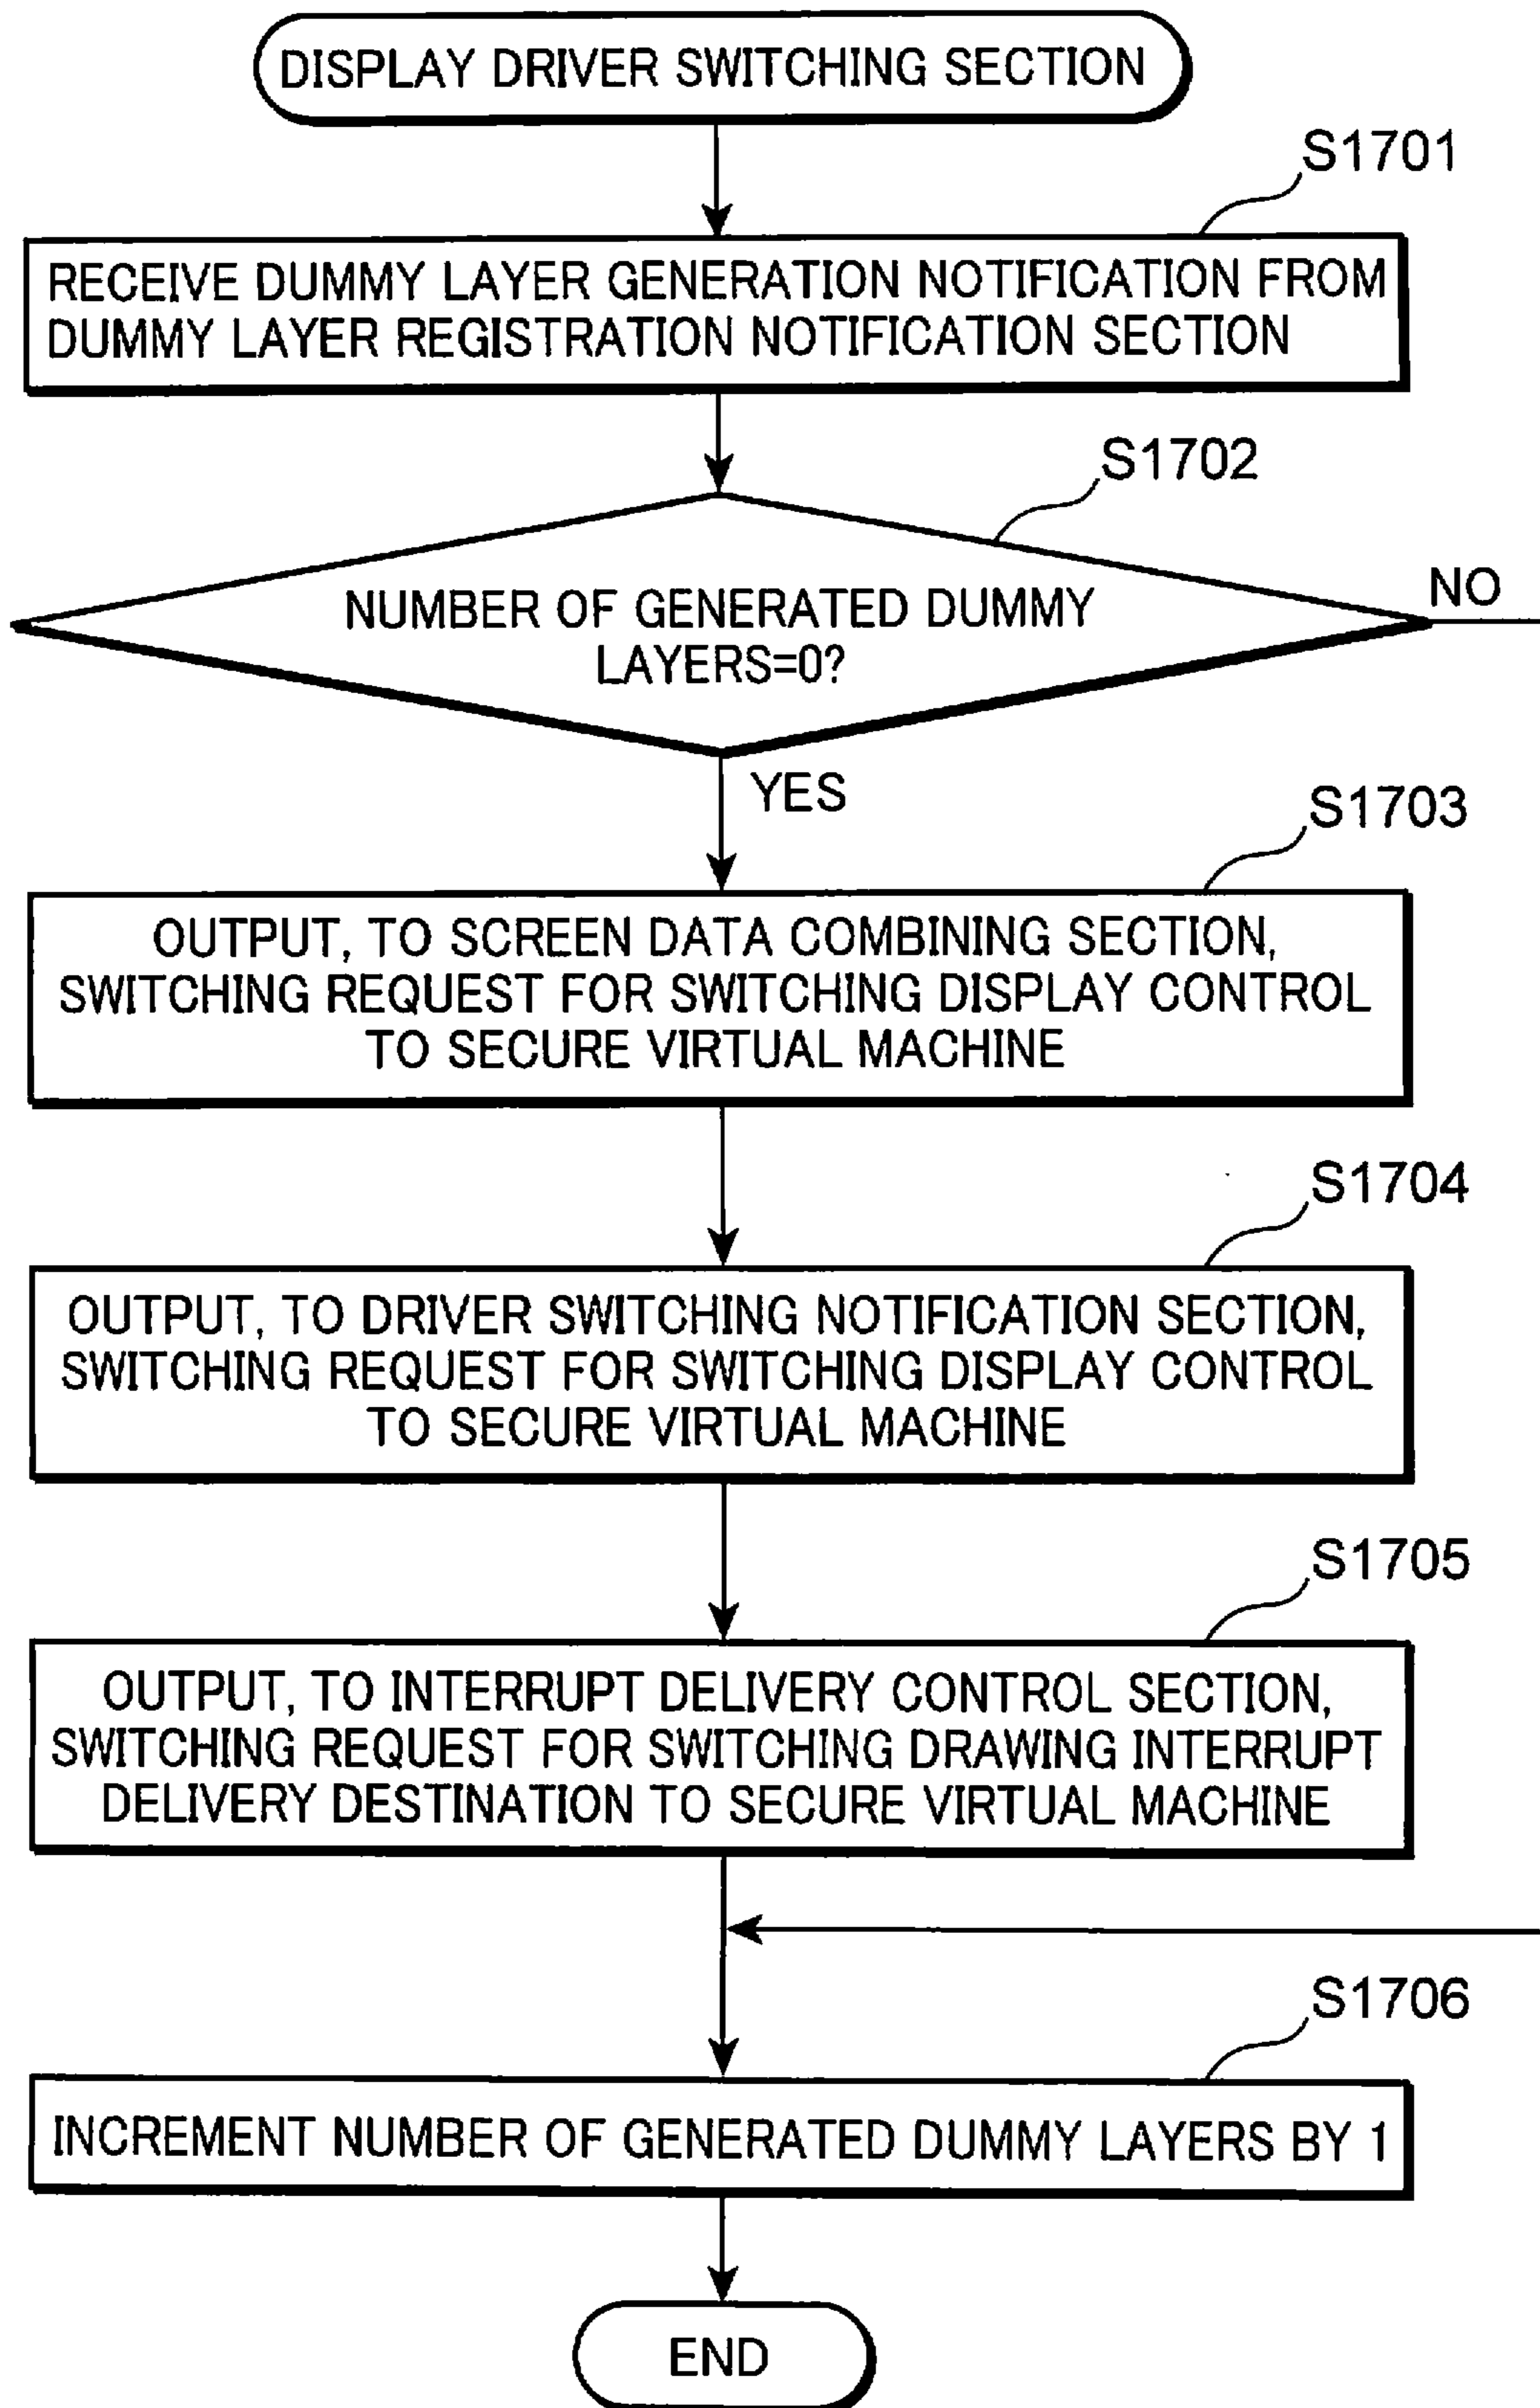 DISPLAY DRIVER SWITCHING SECTION
S1701
RECEIVE DUMMY LAYER GENERATION NOTIFICATION FROM
DUMMY LAYER REGISTRATION NOTIFICATION SECTION
S1702
NO
NUMBER OF GENERATED DUMMY
LAYERS=0?
YES
S1703
OUTPUT, TO SCREEN DATA COMBINING SECTION,
SWITCHING REQUEST FOR SWITCHING DISPLAY CONTROL
TO SECURE VIRTUAL MACHINE
S1704
OUTPUT, TO DRIVER SWITCHING NOTIFICATION SECTION,
SWITCHING REQUEST FOR SWITCHING DISPLAY CONTROL
TO SECURE VIRTUAL MACHINE
S1705
OUTPUT, TO INTERRUPT DELIVERY CONTROL SECTION,
SWITCHING REQUEST FOR SWITCHING DRAWING INTERRUPT
DELIVERY DESTINATION TO SECURE VIRTUAL MACHINE
S1706
INCREMENT NUMBER OF GENERATED DUMMY LAYERS BY 1
END